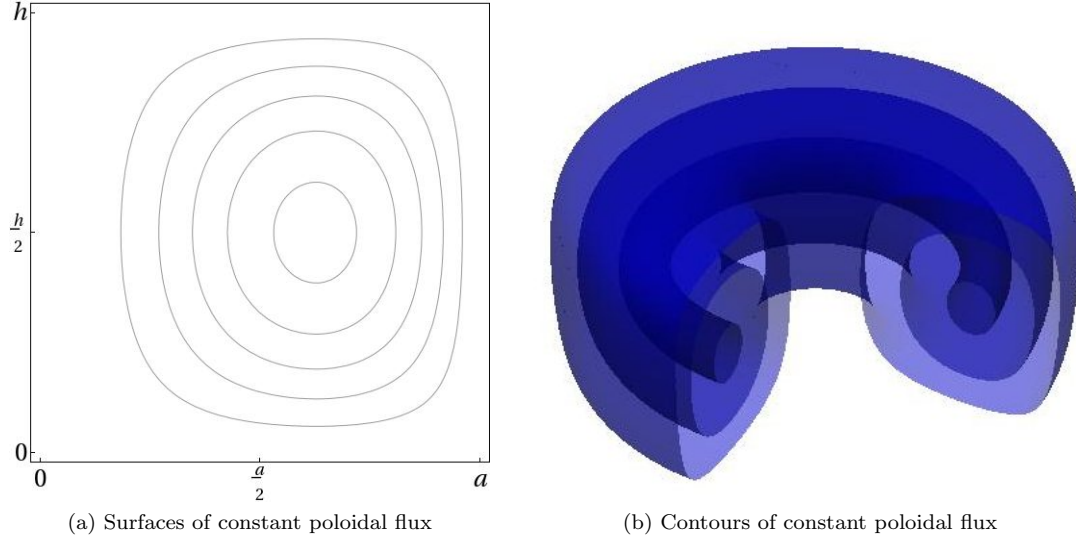 h
h
2
0
0
a
2
a
(a) Surfaces of constant poloidal flux
(b) Contours of constant poloidal flux